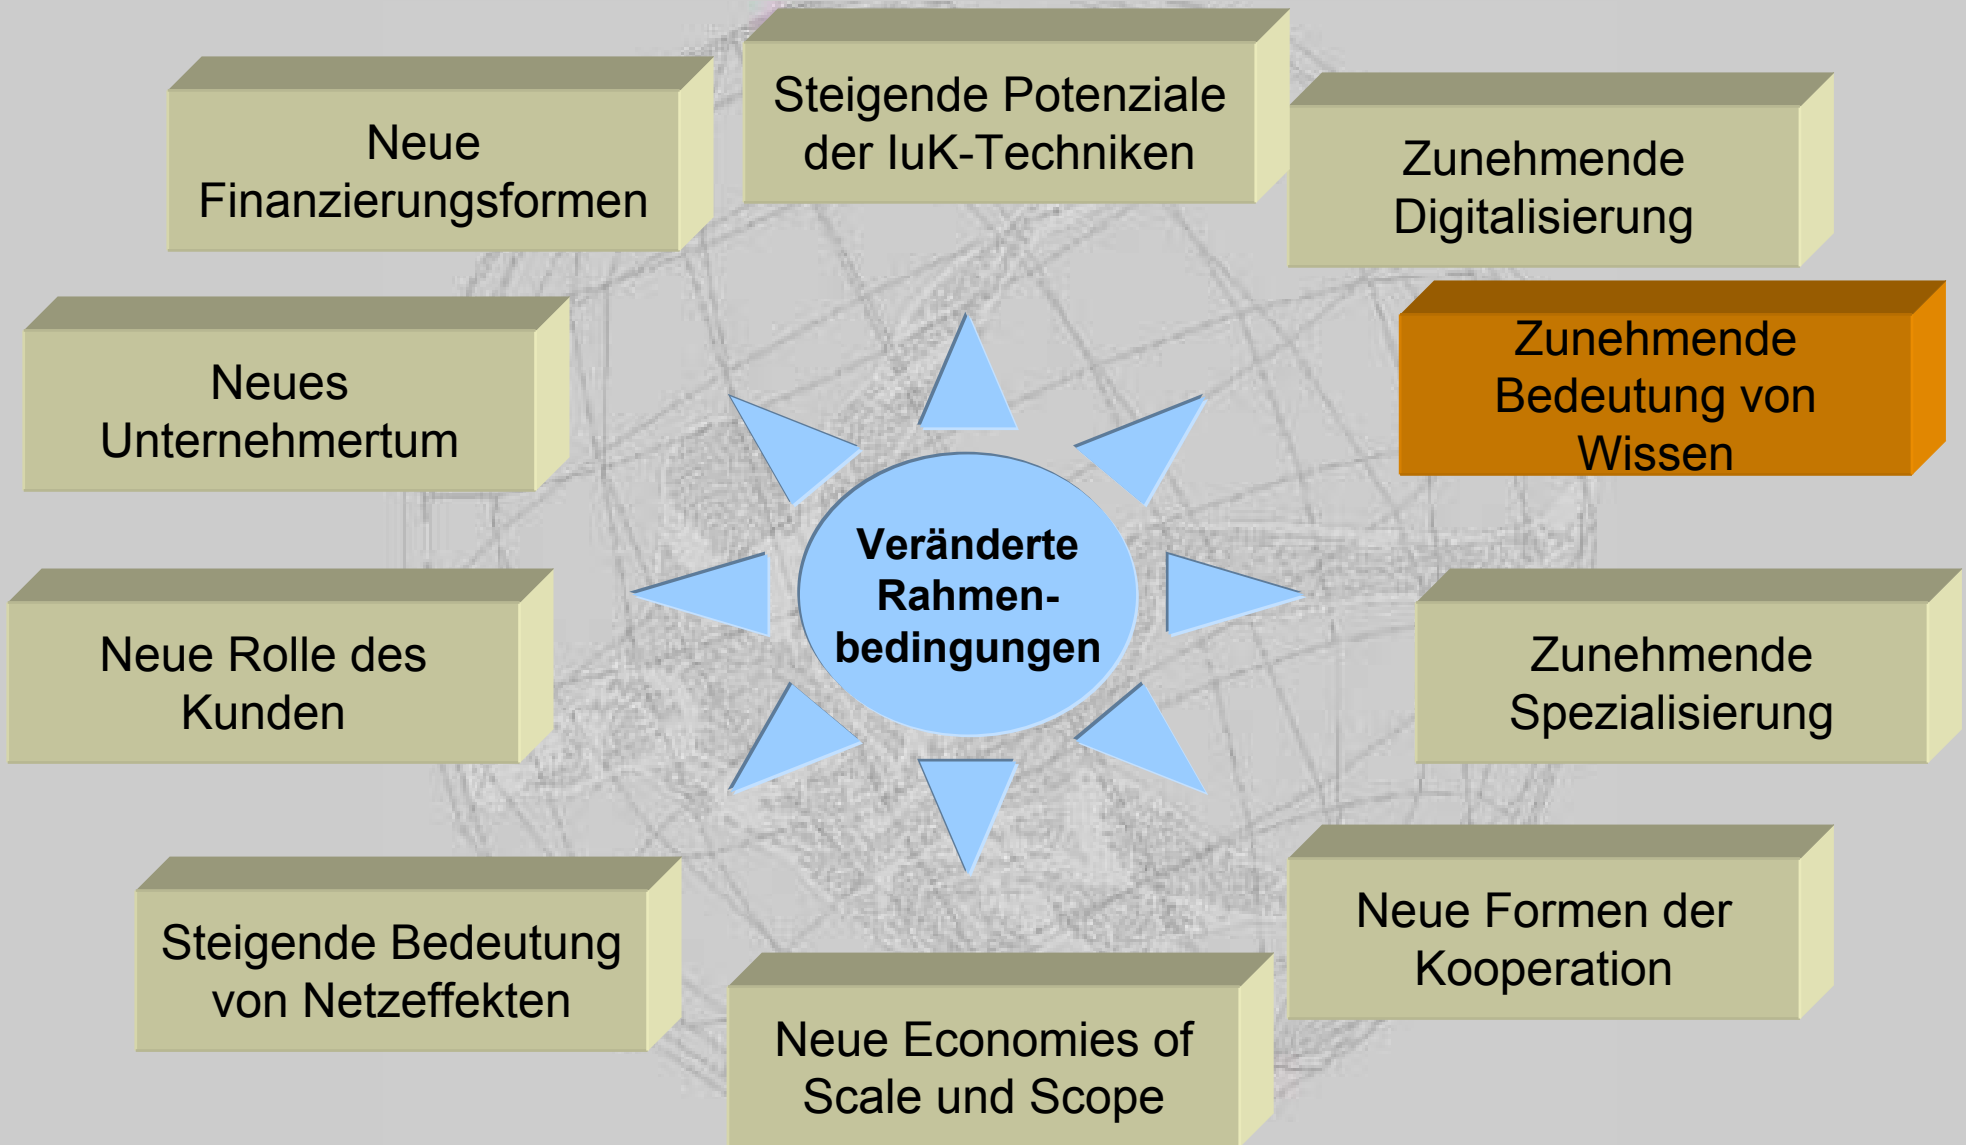 Steigende Potenziale
der IuK-Techniken
Neue
Finanzierungsformen
Zunehmende
Digitalisierung
Zunehmende
Bedeutung von
Wissen
Neues
Unternehmertum
Veränderte
Rahmen-
bedingungen
Neue Rolle des
Kunden
Zunehmende
Spezialisierung
Steigende Bedeutung
von Netzeffekten
Neue Formen der
Kooperation
Neue Economies of
Scale und Scope